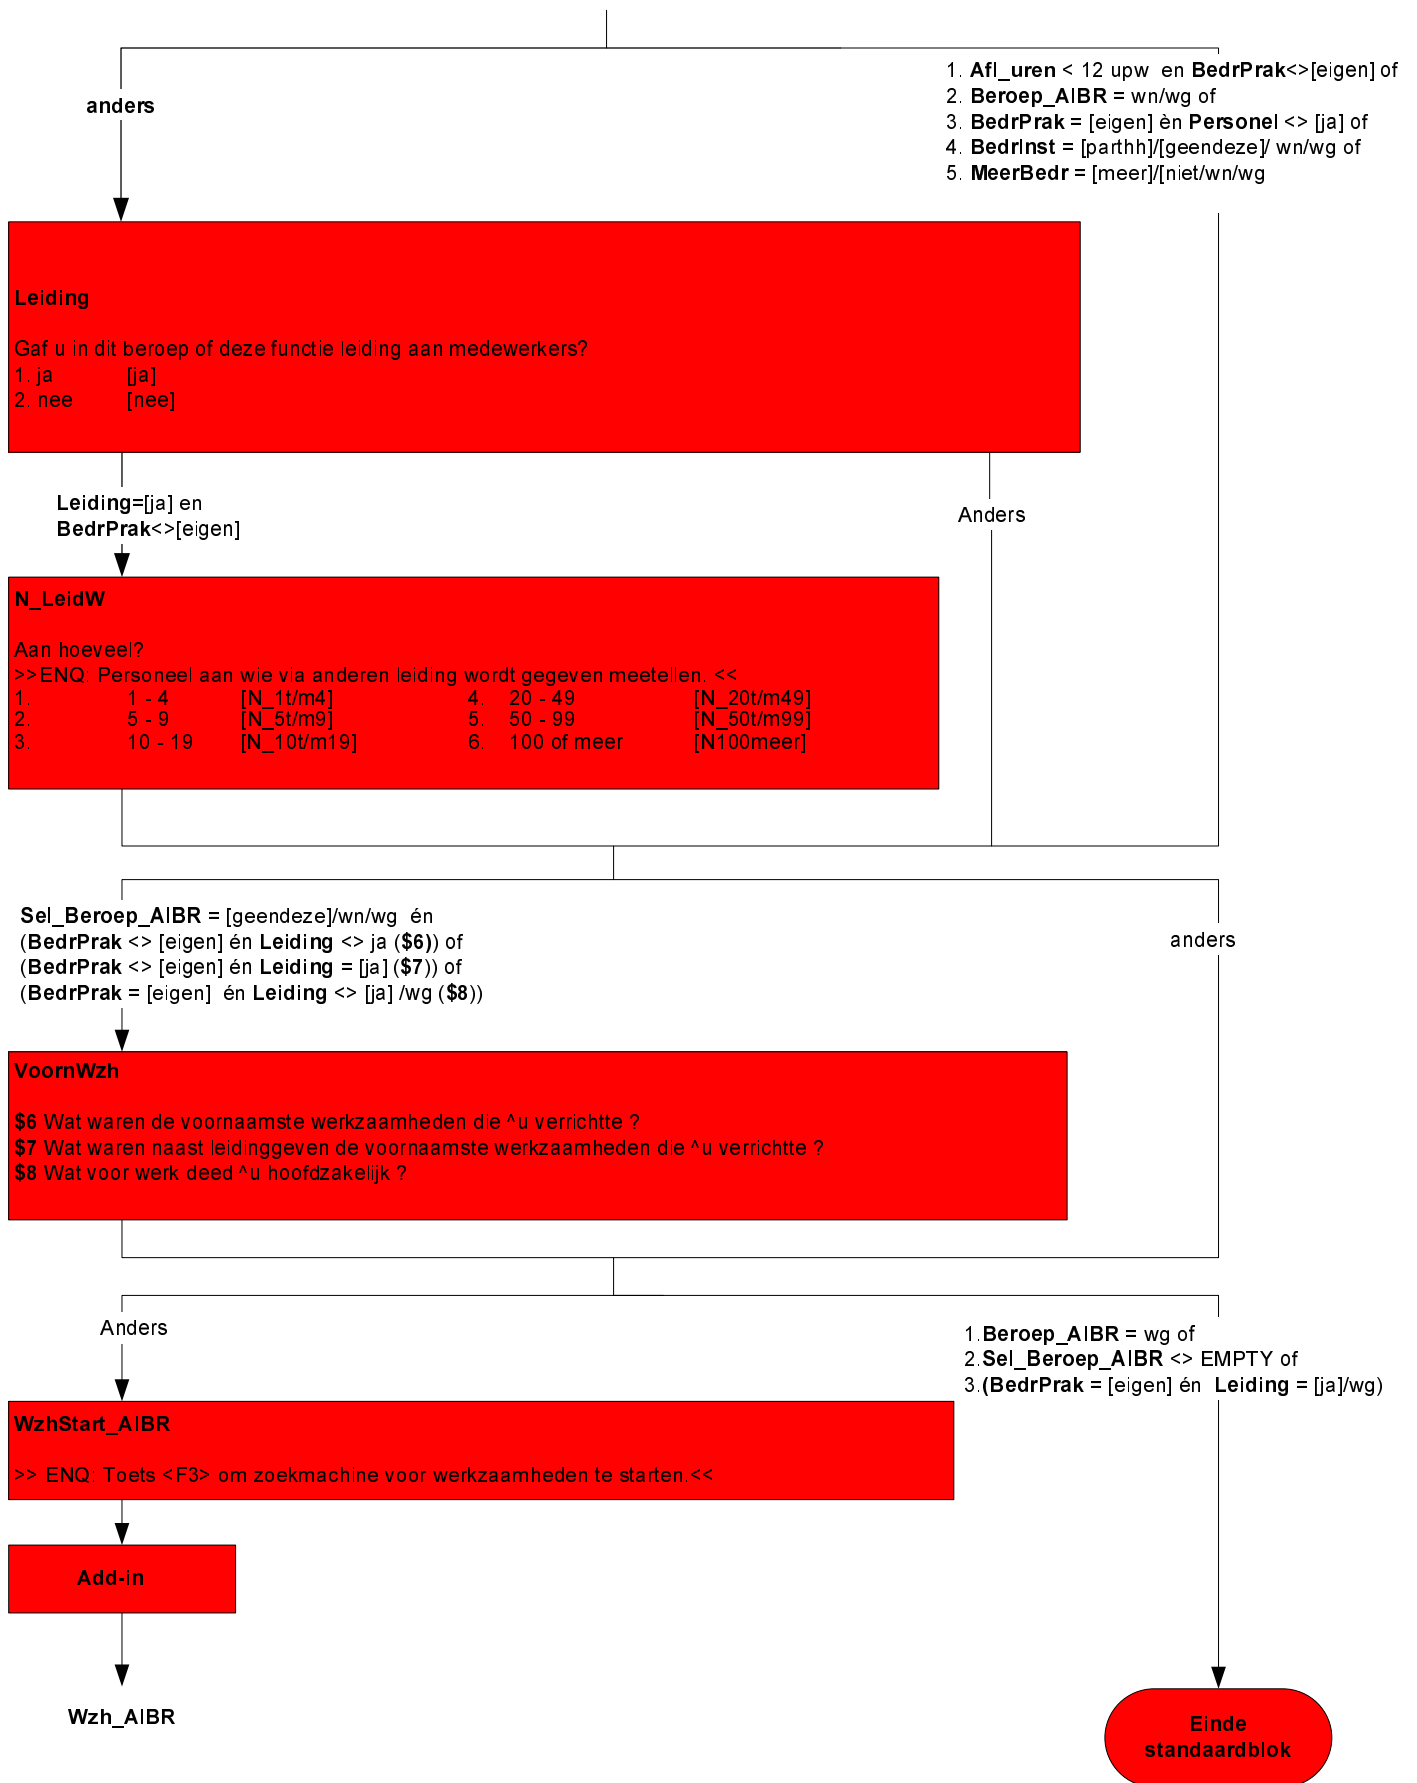 1. Afl_uren < 12 upw en BedrPrak<>[eigen] of
anders
2. Beroep_AIBR = wn/wg of
3. BedrPrak = [eigen] èn Personel <> [ja] of
4. BedrInst = [parthh]/[geendeze]/ wn/wg of
5. MeerBedr = [meer]/[niet/wn/wg
Leiding
Gaf u in dit beroep of deze functie leiding aan medewerkers?
1. ja [ja]
2. nee [nee]
Leiding=[ja] en
BedrPrak<>[eigen]
Anders
N_LeidW
Aan hoeveel?
>>ENQ: Personeel aan wie via anderen leiding wordt gegeven meetellen. <<
1. 1 - 4 [N_1t/m4] 4. 20 - 49 [N_20t/m49]
2. 5 - 9 [N_5t/m9] 5. 50 - 99 [N_50t/m99]
3. 10 - 19 [N_10t/m19] 6. 100 of meer [N100meer]
Sel_Beroep_AIBR = [geendeze]/wn/wg én
(BedrPrak <> [eigen] én Leiding <> ja ($6)) of
(BedrPrak <> [eigen] én Leiding = [ja] ($7)) of
(BedrPrak = [eigen] én Leiding <> [ja] /wg ($8))
anders
VoornWzh
$6 Wat waren de voornaamste werkzaamheden die ^u verrichtte ?
$7 Wat waren naast leidinggeven de voornaamste werkzaamheden die ^u verrichtte ?
$8 Wat voor werk deed ^u hoofdzakelijk ?
Anders
1.Beroep_AIBR = wg of
2.Sel_Beroep_AIBR <> EMPTY of
3.(BedrPrak = [eigen] én Leiding = [ja]/wg)
WzhStart_AIBR
>> ENQ: Toets <F3> om zoekmachine voor werkzaamheden te starten.<<
Add-in
Wzh_AIBR
Einde
standaardblok